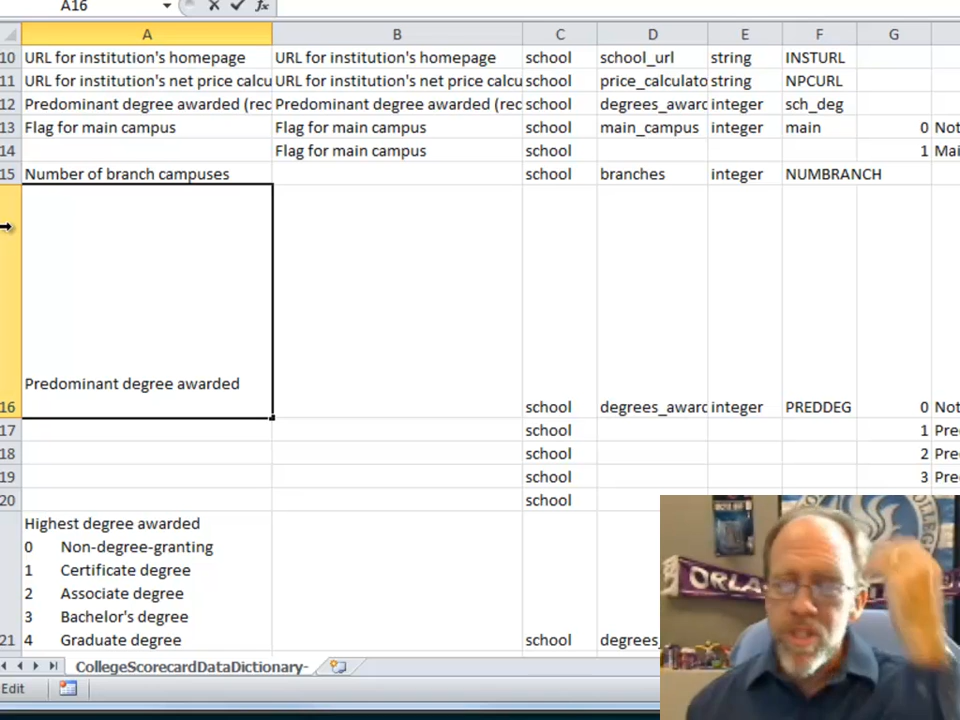 A16
A B C D E F G
10 URL for institution's homepage URL for institution's homepage school school_url string INSTURL
11 URL for institution's net price calcu URL for institution's net price calcu school price_calculato string NPCURL
12 Predominant degree awarded (rec Predominant degree awarded (rec school degrees_awarc integer sch_deg
13 Flag for main campus Flag for main campus school main_campus integer main 0 Not
14 Flag for main campus school 1 Mai
15 Number of branch campuses school branches integer NUMBRANCH
Predominant degree awarded
16 school degrees_awarc integer PREDDEG 0 Not
17 school 1 Pre
18 school 2 Pre
19 school 3 Pre
20 school
Highest degree awarded
0 Non-degree-granting
1 Certificate degree
2 Associate degree
3 Bachelor's degree
21 4 Graduate degree school degrees_
CollegeScorecardDataDictionary-
Edit
ORLA